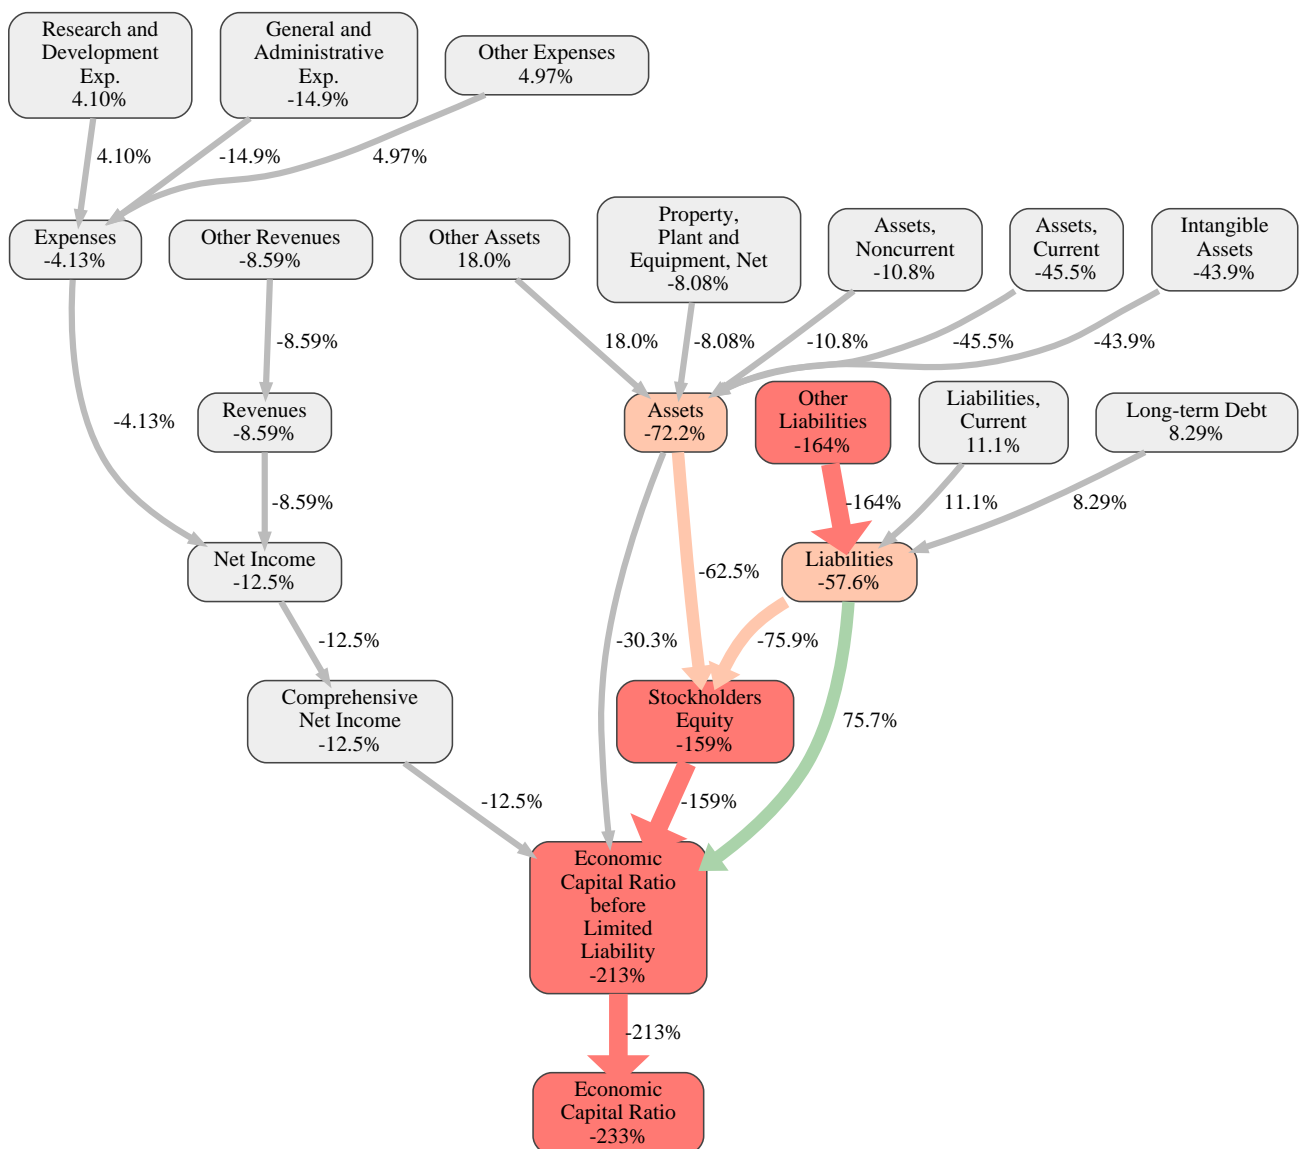 Research and
Development
Exp.
4.10%
General and
Administrative
Exp.
-14.9%
Other Expenses
4.97%
4.10%
-14.9%
4.97%
Expenses
-4.13%
Other Revenues
-8.59%
Other Assets
18.0%
Property,
Plant and
Equipment, Net
-8.08%
Assets,
Noncurrent
-10.8%
Assets,
Current
-45.5%
Intangible
Assets
-43.9%
-8.59%
18.0%
-8.08%
-10.8%
-45.5%
-43.9%
-4.13%
Revenues
-8.59%
Assets
-72.2%
Other
Liabilities
-164%
Liabilities,
Current
11.1%
Long-term Debt
8.29%
-8.59%
-164%
11.1%
8.29%
Net Income
-12.5%
-62.5%
Liabilities
-57.6%
-12.5%
-30.3%
-75.9%
Comprehensive
Net Income
-12.5%
Stockholders
Equity
-159%
75.7%
-12.5%
-159%
Economic
Capital Ratio
before
Limited
Liability
-213%
-213%
Economic
Capital Ratio
-233%